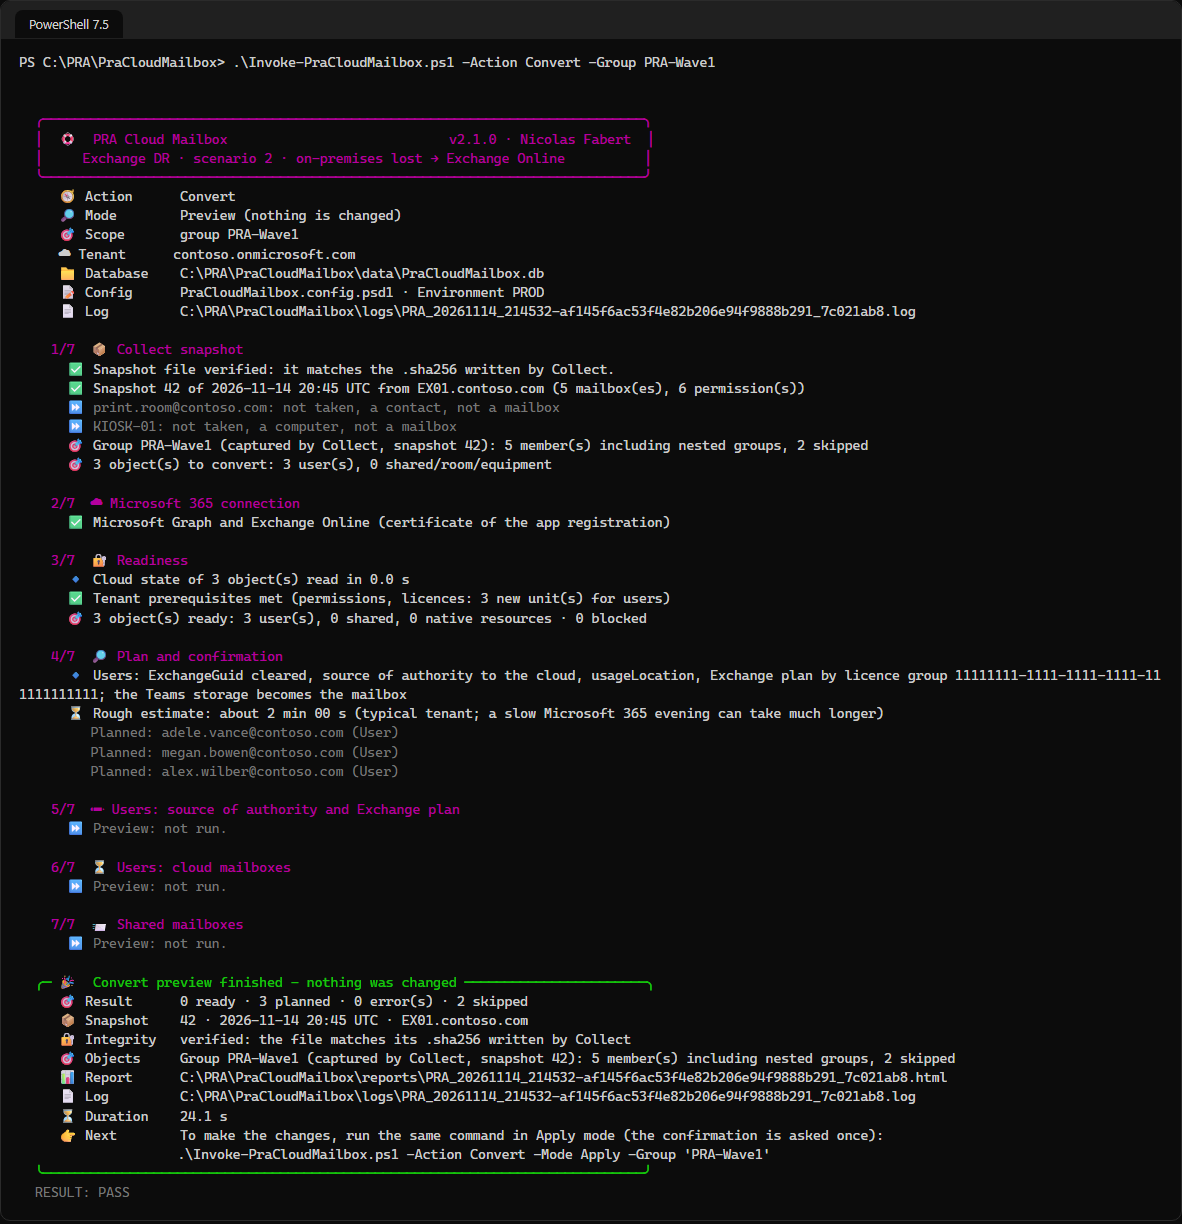 PowerShell 7.5
PS C:\PRA\PraCloudMailbox> .\Invoke-PraCloudMailbox.ps1 -Action Convert -Group PRA-Wave1
PRA Cloud Mailbox v2.1.0 · Nicolas Fabert
Exchange DR · scenario 2 · on-premises lost → Exchange Online
Action Convert
Mode Preview (nothing is changed)
Scope group PRA-Wave1
Tenant contoso.onmicrosoft.com
Database C:\PRA\PraCloudMailbox\data\PraCloudMailbox.db
Config PraCloudMailbox.config.psd1 · Environment PROD
Log C:\PRA\PraCloudMailbox\logs\PRA_20261114_214532-af145f6ac53f4e82b206e94f9888b291_7c021ab8.log
1/7 Collect snapshot
Snapshot file verified: it matches the .sha256 written by Collect.
Snapshot 42 of 2026-11-14 20:45 UTC from EX01.contoso.com (5 mailbox(es), 6 permission(s))
print.room@contoso.com: not taken, a contact, not a mailbox
KIOSK-01: not taken, a computer, not a mailbox
Group PRA-Wave1 (captured by Collect, snapshot 42): 5 member(s) including nested groups, 2 skipped
3 object(s) to convert: 3 user(s), 0 shared/room/equipment
2/7 Microsoft 365 connection
Microsoft Graph and Exchange Online (certificate of the app registration)
3/7 Readiness
Cloud state of 3 object(s) read in 0.0 s
Tenant prerequisites met (permissions, licences: 3 new unit(s) for users)
3 object(s) ready: 3 user(s), 0 shared, 0 native resources · 0 blocked
4/7 Plan and confirmation
Users: ExchangeGuid cleared, source of authority to the cloud, usageLocation, Exchange plan by licence group 11111111-1111-1111-1111-11
1111111111; the Teams storage becomes the mailbox
Rough estimate: about 2 min 00 s (typical tenant; a slow Microsoft 365 evening can take much longer)
Planned: adele.vance@contoso.com (User)
Planned: megan.bowen@contoso.com (User)
Planned: alex.wilber@contoso.com (User)
5/7 Users: source of authority and Exchange plan
Preview: not run.
6/7 Users: cloud mailboxes
Preview: not run.
7/7 Shared mailboxes
Preview: not run.
Convert preview finished — nothing was changed
Result 0 ready · 3 planned · 0 error(s) · 2 skipped
Snapshot 42 · 2026-11-14 20:45 UTC · EX01.contoso.com
Integrity verified: the file matches its .sha256 written by Collect
Objects Group PRA-Wave1 (captured by Collect, snapshot 42): 5 member(s) including nested groups, 2 skipped
Report C:\PRA\PraCloudMailbox\reports\PRA_20261114_214532-af145f6ac53f4e82b206e94f9888b291_7c021ab8.html
Log C:\PRA\PraCloudMailbox\logs\PRA_20261114_214532-af145f6ac53f4e82b206e94f9888b291_7c021ab8.log
Duration 24.1 s
Next To make the changes, run the same command in Apply mode (the confirmation is asked once):
.\Invoke-PraCloudMailbox.ps1 -Action Convert -Mode Apply -Group 'PRA-Wave1'
RESULT: PASS